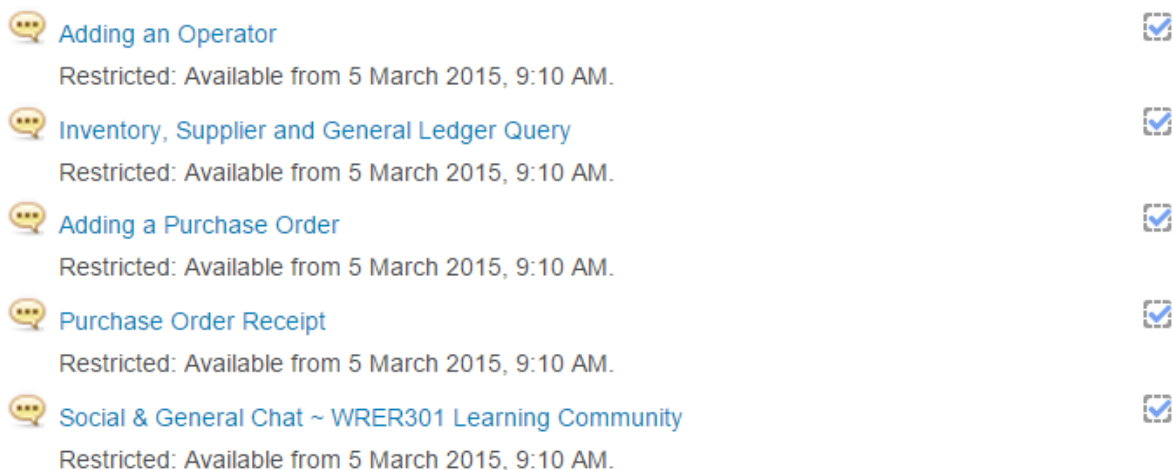 Adding an Operator
Restricted: Available from 5 March 2015, 9:10 AM.
Inventory, Supplier and General Ledger Query
Restricted: Available from 5 March 2015, 9:10 AM.
Adding a Purchase Order
Restricted: Available from 5 March 2015, 9:10 AM.
Purchase Order Receipt
Restricted: Available from 5 March 2015, 9:10 AM.
Social & General Chat ~ WRER301 Learning Community
Restricted: Available from 5 March 2015, 9:10 AM.